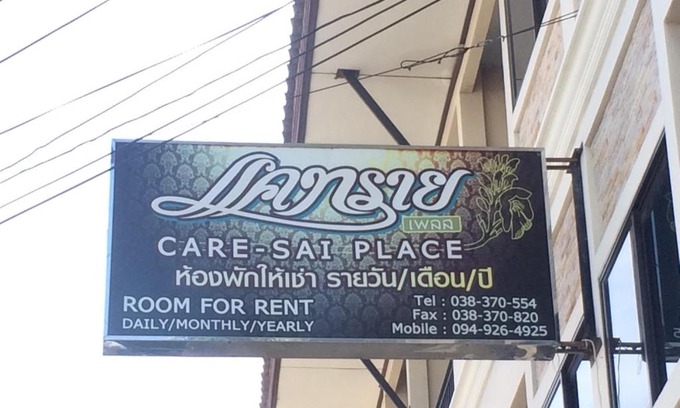 แคทราย
เพลส
CARE-SAI PLACE
ห้องพักให้เช่า รายวัน/เดือน/ปี
ROOM FOR RENT
DAILY/MONTHLY/YEARLY
Tel : 038-370-554
Fax : 038-370-820
Mobile : 094-926-4925